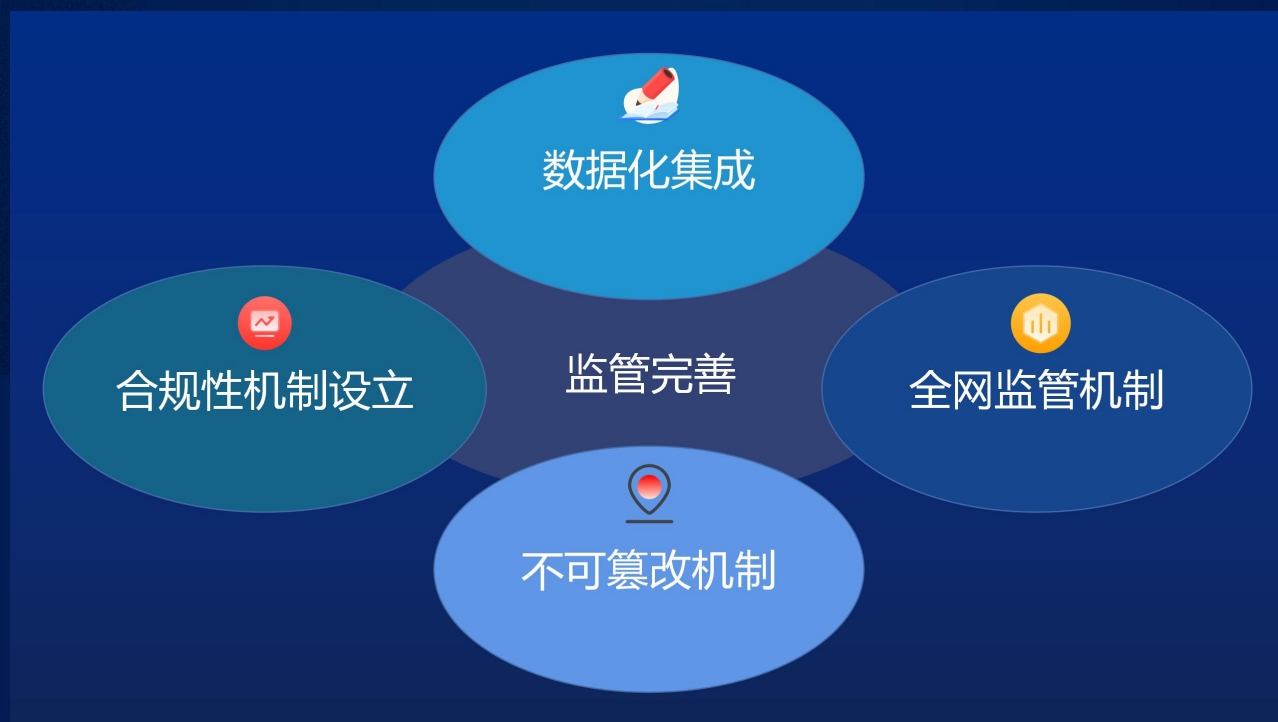 数据化集成
合规性机制设立
监管完善
全网监管机制
不可篡改机制